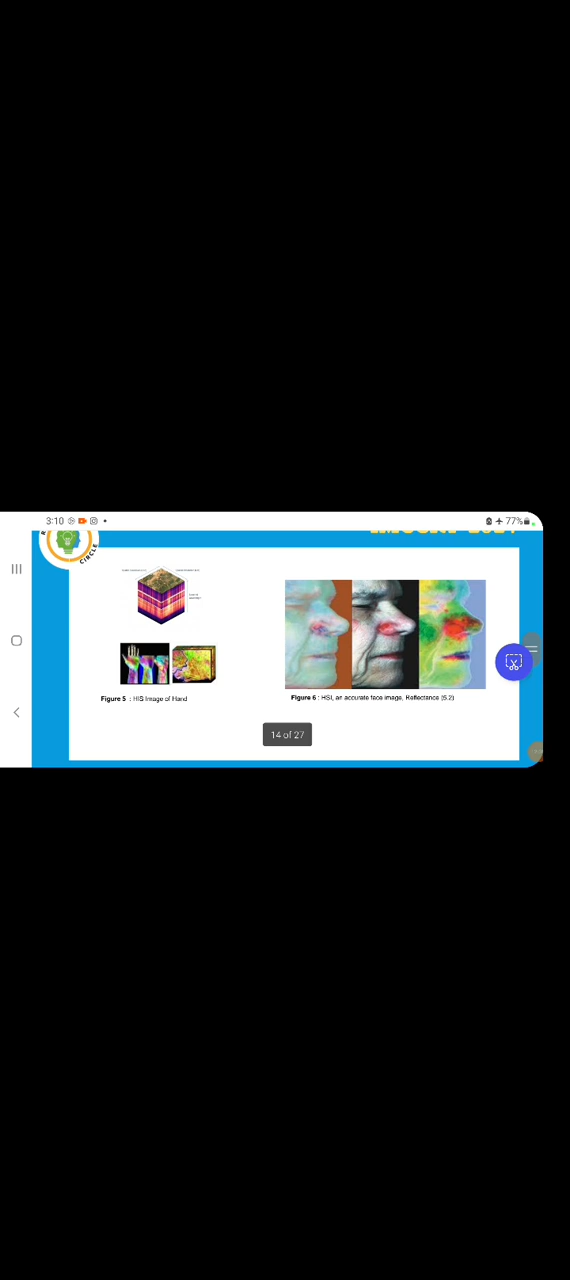 3:10
77%
CIRCLE
Figure 5 : HIS Image of Hand
Figure 6 : HSI, an accurate face image, Reflectance (6.2)
14 of 27